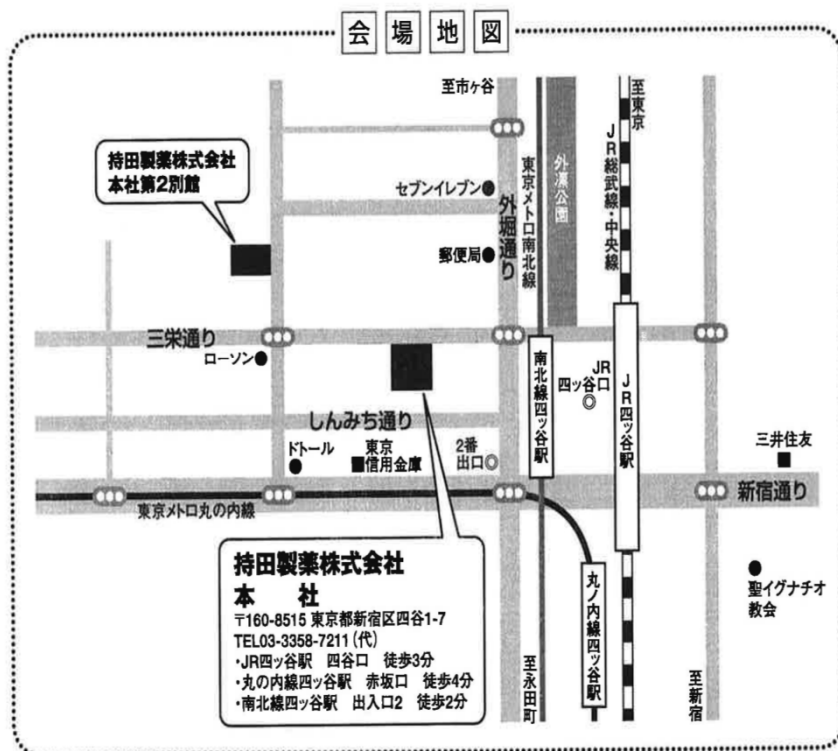 会場地図
至市ヶ谷
至東京
持田製薬株式会社
本社第2別館
セブンイレブン
外堀通り
東京メトロ南北線
外濠公園
JR総武線・中央線
郵便局
三栄通り
ローソン
南北線四ッ谷駅
JR
四ッ谷口
JR四ッ谷駅
しんみち通り
ドトール
東京
信用金庫
2番
出口
三井住友
新宿通り
東京メトロ丸の内線
持田製薬株式会社
本 社
〒160-8515 東京都新宿区四谷1-7
TEL03-3358-7211(代)
・JR四ッ谷駅 四谷口 徒歩3分
・丸の内線四ッ谷駅 赤坂口 徒歩4分
・南北線四ッ谷駅 出入口2 徒歩2分
丸ノ内線四ッ谷駅
聖イグナチオ
教会
至永田町
至新宿